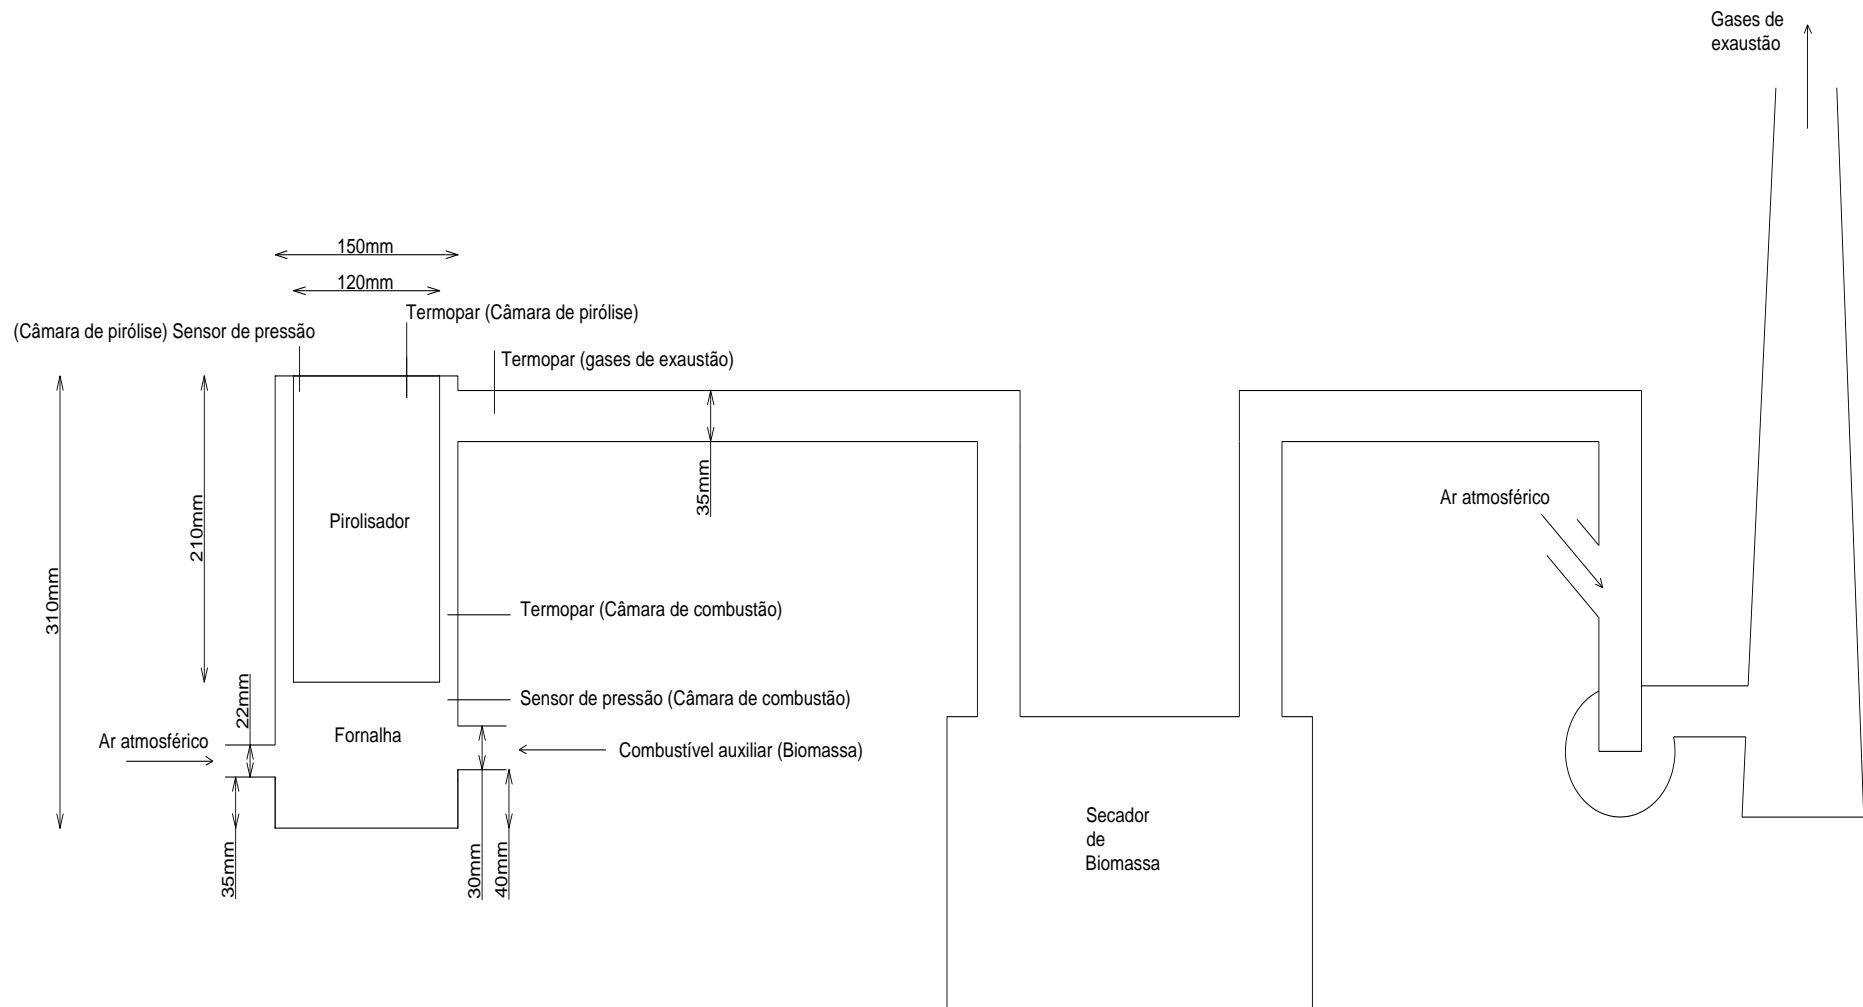 Gases de
exaustão
150mm
120mm
Termopar (Câmara de pirólise)
(Câmara de pirólise) Sensor de pressão
Termopar (gases de exaustão)
35mm
Ar atmosférico
Pirolisador
210mm
310mm
Termopar (Câmara de combustão)
22mm
Sensor de pressão (Câmara de combustão)
Ar atmosférico
Fornalha
Combustível auxiliar (Biomassa)
35mm
30mm
40mm
Secador
de
Biomassa